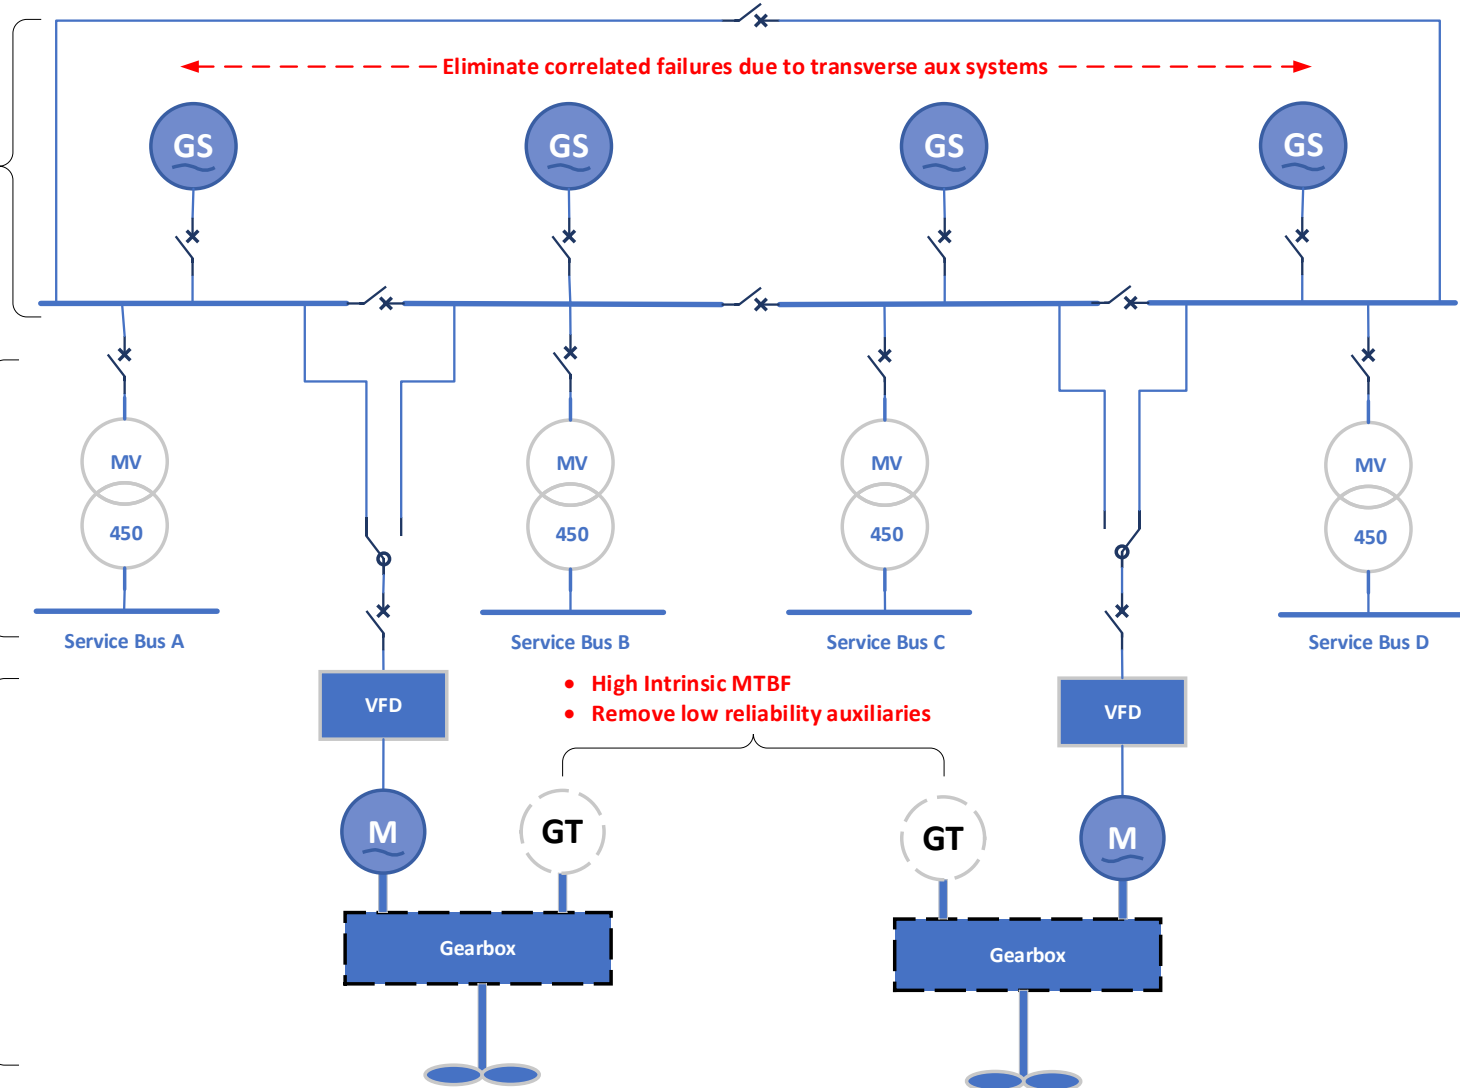 Eliminate correlated failures due to transverse aux systems
GS GS GS GS
MV MV MV MV
450 450 450 450
Service Bus A Service Bus B Service Bus C Service Bus D
• High Intrinsic MTBF
• Remove low reliability auxiliaries
VFD VFD
M GT GT M
Gearbox Gearbox